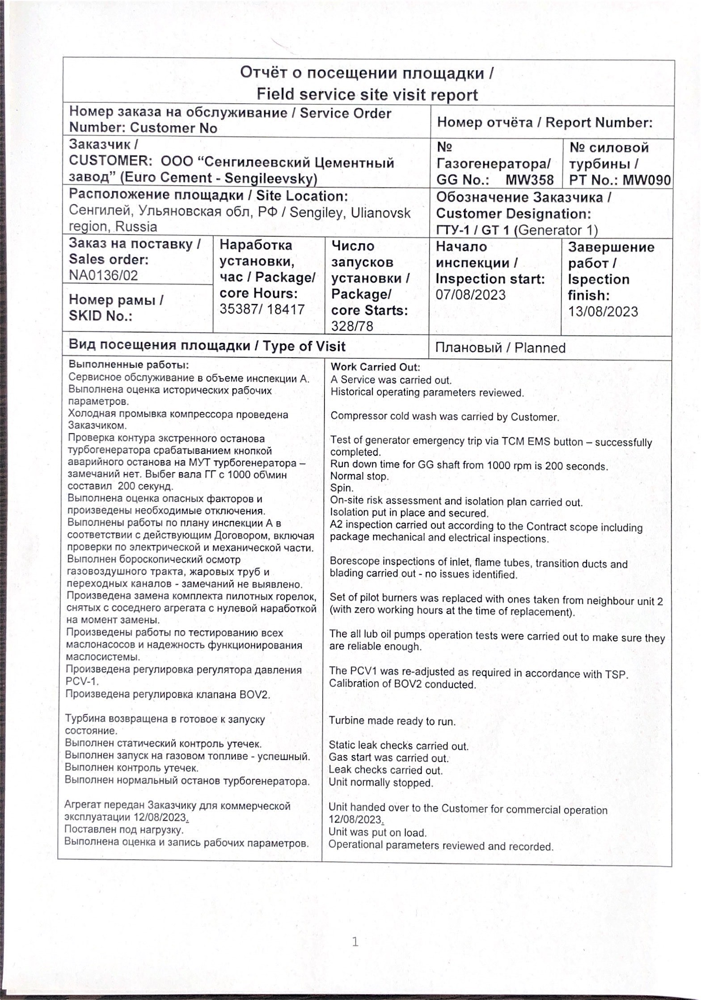 Отчёт о посещении площадки /
Field service site visit report
Номер заказа на обслуживание / Service Order
Number: Customer No
Номер отчёта / Report Number:
Заказчик /
CUSTOMER: ООО “Сенгилеевский Цементный
завод” (Euro Cement - Sengileevsky)
№
Газогенератора/
GG No.: MW358
№ силовой
турбины /
PT No.: MW090
Расположение площадки / Site Location:
Сенгилей, Ульяновская обл, РФ / Sengiley, Ulianovsk
region, Russia
Обозначение Заказчика /
Customer Designation:
ГТУ-1 / GT 1 (Generator 1)
Заказ на поставку /
Sales order:
NA0136/02
Номер рамы /
SKID No.:
Наработка
установки,
час / Package/
core Hours:
35387/ 18417
Число
запусков
установки /
Package/
core Starts:
328/78
Начало
инспекции /
Inspection start:
07/08/2023
Завершение
работ /
Ispection
finish:
13/08/2023
Вид посещения площадки / Type of Visit
Плановый / Planned
Выполненные работы:
Сервисное обслуживание в объеме инспекции А.
Выполнена оценка исторических рабочих
параметров.
Холодная промывка компрессора проведена
Заказчиком.
Проверка контура экстренного останова
турбогенератора срабатыванием кнопкой
аварийного останова на МУТ турбогенератора –
замечаний нет. Выбег вала ГГ с 1000 об\мин
составил 200 секунд.
Выполнена оценка опасных факторов и
произведены необходимые отключения.
Выполнены работы по плану инспекции А в
соответствии с действующим Договором, включая
проверки по электрической и механической части.
Выполнен бороскопический осмотр
газовоздушного тракта, жаровых труб и
переходных каналов - замечаний не выявлено.
Произведена замена комплекта пилотных горелок,
снятых с соседнего агрегата с нулевой наработкой
на момент замены.
Произведены работы по тестированию всех
маслонасосов и надежность функционирования
маслосистемы.
Произведена регулировка регулятора давления
PCV-1.
Произведена регулировка клапана BOV2.
Турбина возвращена в готовое к запуску
состояние.
Выполнен статический контроль утечек.
Выполнен запуск на газовом топливе - успешный.
Выполнен контроль утечек.
Выполнен нормальный останов турбогенератора.
Агрегат передан Заказчику для коммерческой
эксплуатации 12/08/2023.
Поставлен под нагрузку.
Выполнена оценка и запись рабочих параметров.
Work Carried Out:
A Service was carried out.
Historical operating parameters reviewed.
Compressor cold wash was carried by Customer.
Test of generator emergency trip via TCM EMS button – successfully
completed.
Run down time for GG shaft from 1000 rpm is 200 seconds.
Normal stop.
Spin.
On-site risk assessment and isolation plan carried out.
Isolation put in place and secured.
A2 inspection carried out according to the Contract scope including
package mechanical and electrical inspections.
Borescope inspections of inlet, flame tubes, transition ducts and
blading carried out - no issues identified.
Set of pilot burners was replaced with ones taken from neighbour unit 2
(with zero working hours at the time of replacement).
The all lub oil pumps operation tests were carried out to make sure they
are reliable enough.
The PCV1 was re-adjusted as required in accordance with TSP.
Calibration of BOV2 conducted.
Turbine made ready to run.
Static leak checks carried out.
Gas start was carried out.
Leak checks carried out.
Unit normally stopped.
Unit handed over to the Customer for commercial operation
12/08/2023.
Unit was put on load.
Operational parameters reviewed and recorded.
1